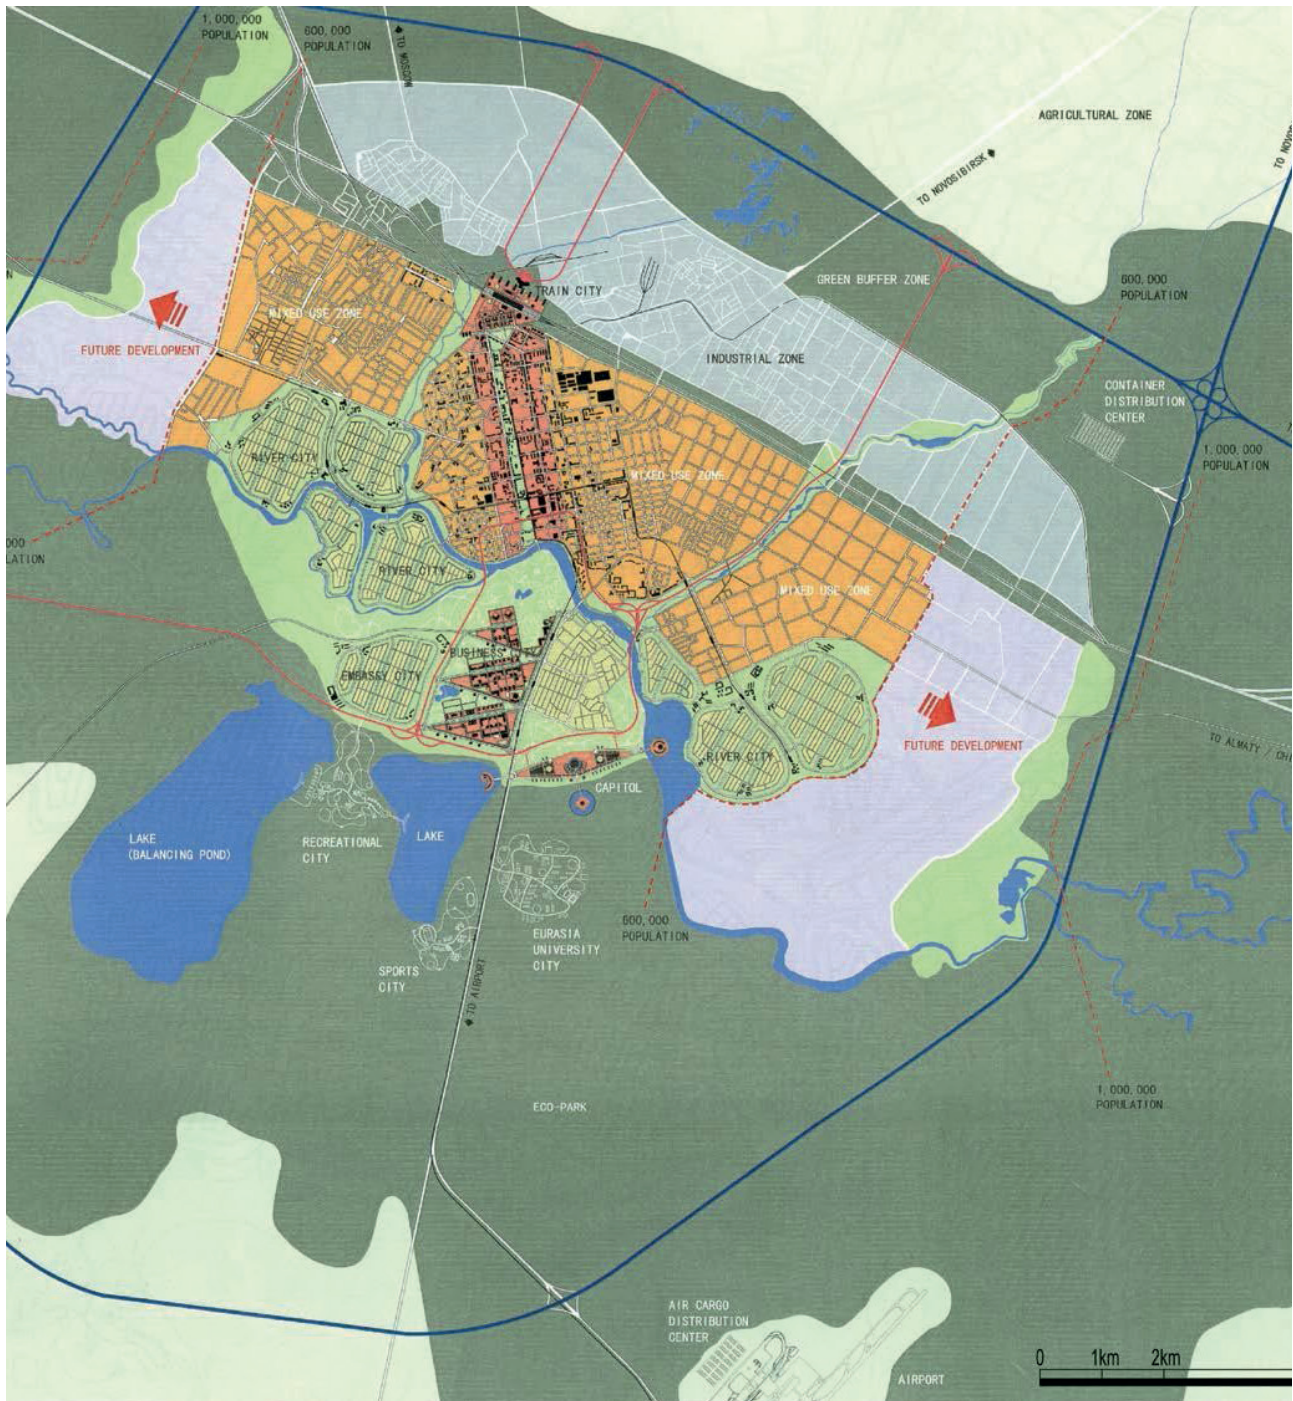 1,000,000
POPULATION
600,000
POPULATION
TO MOSCOW
AGRICULTURAL ZONE
TO NOVOSIBIRSK
GREEN BUFFER ZONE
600,000
POPULATION
TRAIN CITY
MIXED USE ZONE
FUTURE DEVELOPMENT
INDUSTRIAL ZONE
CONTAINER
DISTRIBUTION
CENTER
1,000,000
POPULATION
RIVER CITY
MIXED USE ZONE
RIVER CITY
MIXED USE ZONE
BUSINESS CITY
EMBASSY CITY
FUTURE DEVELOPMENT
RIVER CITY
TO ALMATY /
CAPITOL
LAKE
(BALANCING POND)
RECREATIONAL
CITY
LAKE
600,000
POPULATION
EURASIA
UNIVERSITY
CITY
SPORTS
CITY
TO AIRPORT
1,000,000
POPULATION
ECO-PARK
AIR CARGO
DISTRIBUTION
CENTER
AIRPORT
0 1km 2km